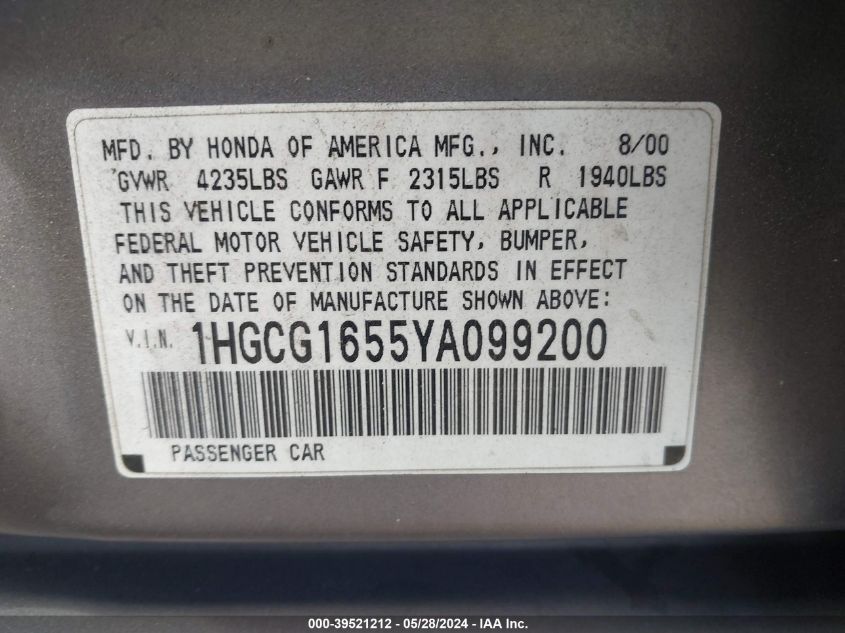 MFD. BY HONDA OF AMERICA MFG., INC. 8/00
GVWR 4235LBS GAWR F 2315LBS R 1940LBS
THIS VEHICLE CONFORMS TO ALL APPLICABLE
FEDERAL MOTOR VEHICLE SAFETY, BUMPER,
AND THEFT PREVENTION STANDARDS IN EFFECT
ON THE DATE OF MANUFACTURE SHOWN ABOVE:
V.I.N. 1HGCG1655YA099200
PASSENGER CAR
000-39521212 - 05/28/2024 - IAA Inc.